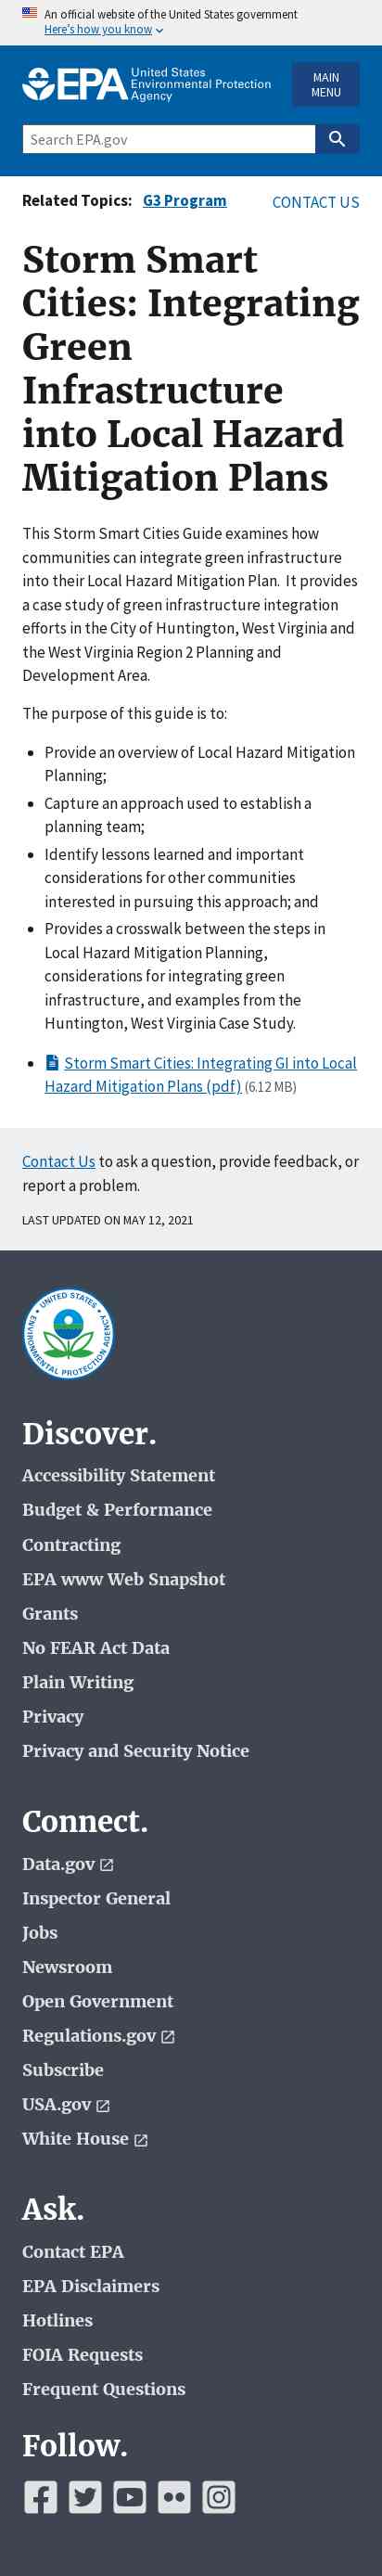 An official website of the United States government
Here's how you know
EPA United States
Environmental Protection
Agency
MAIN
MENU
Search EPA.gov
Related Topics: G3 Program CONTACT US
Storm Smart
Cities: Integrating
Green
Infrastructure
into Local Hazard
Mitigation Plans
This Storm Smart Cities Guide examines how
communities can integrate green infrastructure
into their Local Hazard Mitigation Plan. It provides
a case study of green infrastructure integration
efforts in the City of Huntington, West Virginia and
the West Virginia Region 2 Planning and
Development Area.
The purpose of this guide is to:
Provide an overview of Local Hazard Mitigation
Planning;
Capture an approach used to establish a
planning team;
Identify lessons learned and important
considerations for other communities
interested in pursuing this approach; and
Provides a crosswalk between the steps in
Local Hazard Mitigation Planning,
considerations for integrating green
infrastructure, and examples from the
Huntington, West Virginia Case Study.
Storm Smart Cities: Integrating GI into Local
Hazard Mitigation Plans (pdf) (6.12 MB)
Contact Us to ask a question, provide feedback, or
report a problem.
LAST UPDATED ON MAY 12, 2021
UNITED STATES
ENVIRONMENTAL PROTECTION AGENCY
Discover.
Accessibility Statement
Budget & Performance
Contracting
EPA www Web Snapshot
Grants
No FEAR Act Data
Plain Writing
Privacy
Privacy and Security Notice
Connect.
Data.gov
Inspector General
Jobs
Newsroom
Open Government
Regulations.gov
Subscribe
USA.gov
White House
Ask.
Contact EPA
EPA Disclaimers
Hotlines
FOIA Requests
Frequent Questions
Follow.